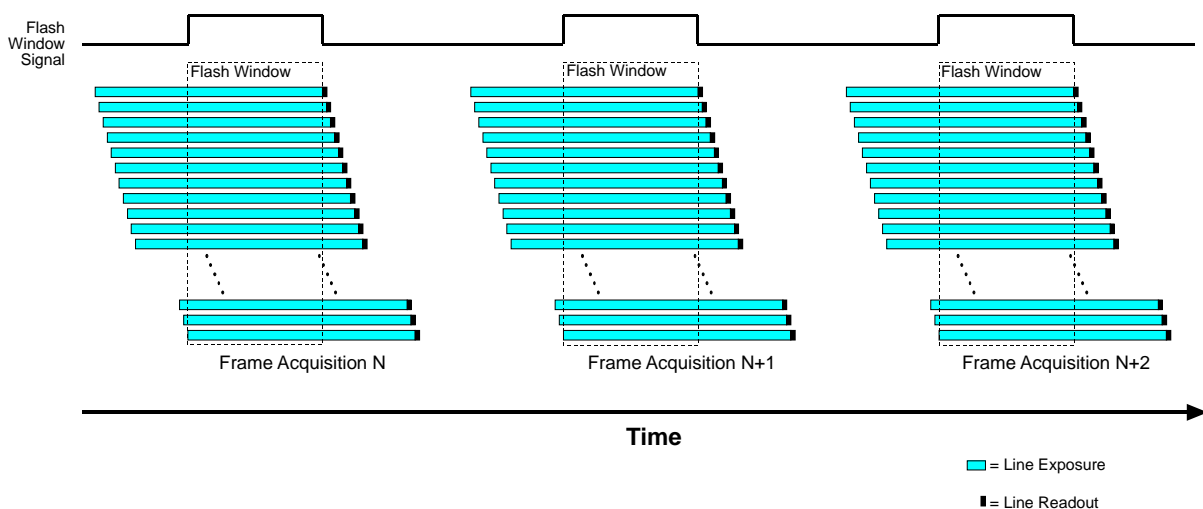 Flash
Window
Signal
Flash Window
Flash Window
Flash Window
Frame Acquisition N
Frame Acquisition N+1
Frame Acquisition N+2
Time
= Line Exposure
= Line Readout